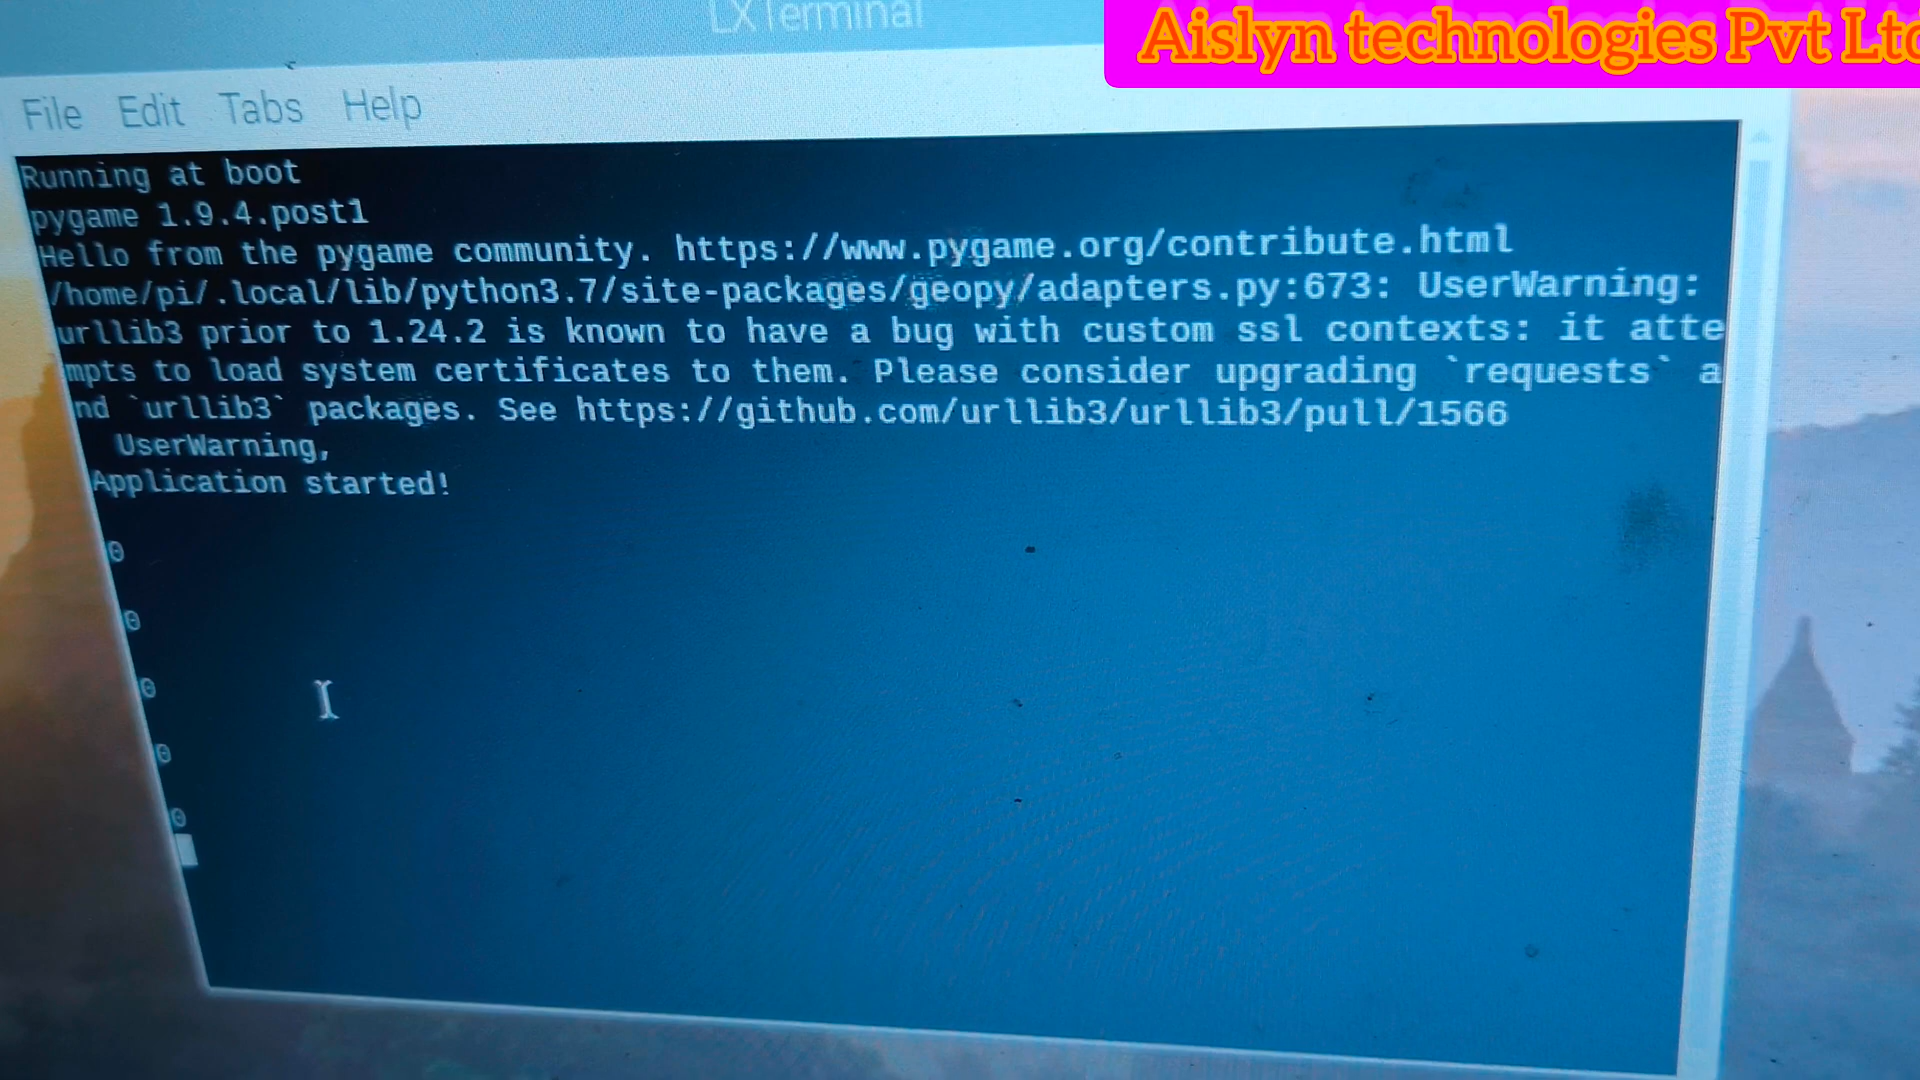 LXTerminal
Aislyn technologies Pvt Ltd
File Edit Tabs Help
Running at boot
pygame 1.9.4.post1
Hello from the pygame community. https://www.pygame.org/contribute.html
/home/pi/.local/lib/python3.7/site-packages/geopy/adapters.py:673: UserWarning:
urllib3 prior to 1.24.2 is known to have a bug with custom ssl contexts: it atte
mpts to load system certificates to them. Please consider upgrading `requests` a
nd `urllib3` packages. See https://github.com/urllib3/urllib3/pull/1566
UserWarning,
Application started!
0
0
0
0
0